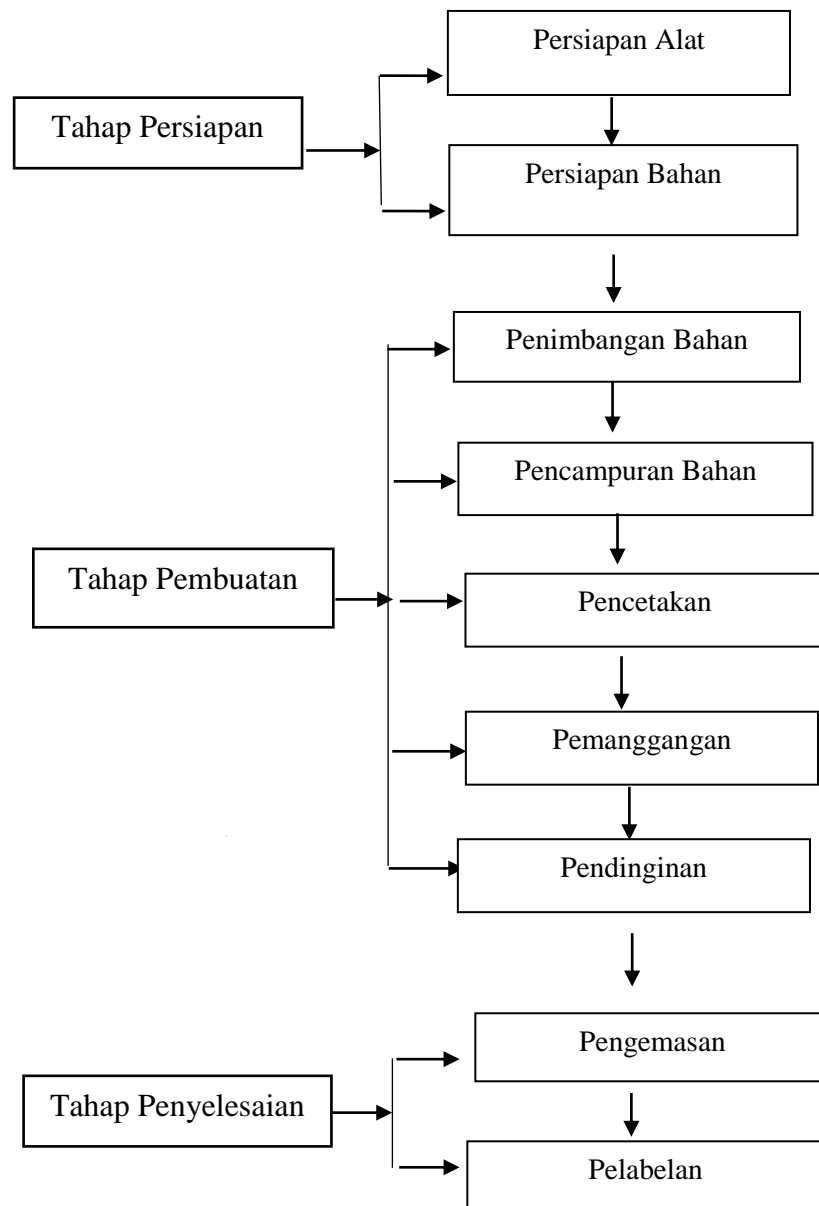 Persiapan Alat
Tahap Persiapan
Persiapan Bahan
Penimbangan Bahan
Pencampuran Bahan
Tahap Pembuatan
Pencetakan
Pemanggangan
Pendinginan
Pengemasan
Tahap Penyelesaian
Pelabelan